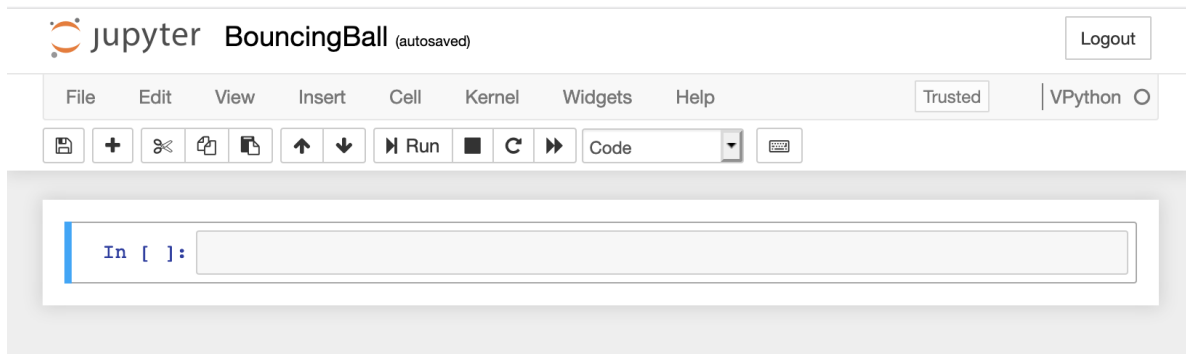 jupyter BouncingBall (autosaved) Logout
File Edit View Insert Cell Kernel Widgets Help Trusted VPython
Run Code
In [ ]: